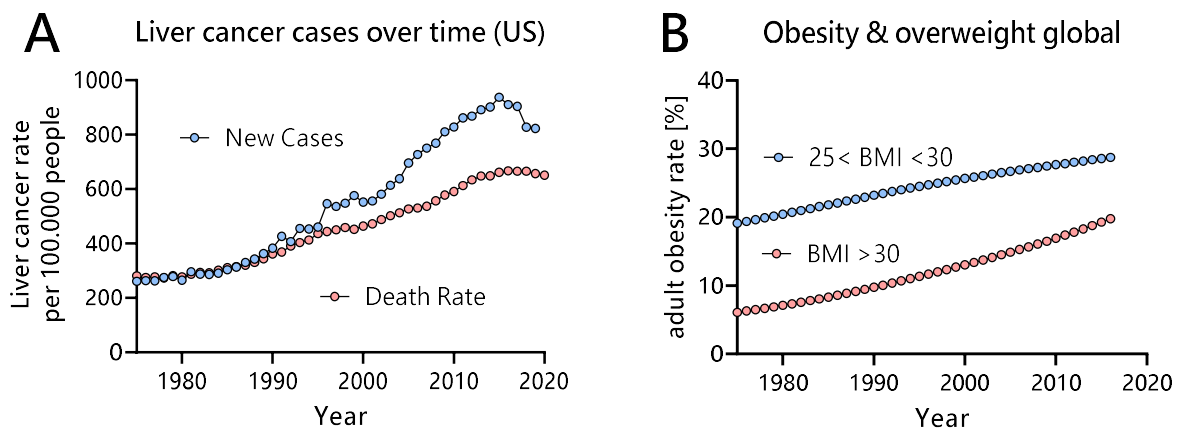 A
Liver cancer cases over time (US)
Liver cancer rate
per 100.000 people
1000
800
600
400
200
0
New Cases
Death Rate
1980
1990
2000
2010
2020
Year
B
Obesity & overweight global
adult obesity rate [%]
40
30
20
10
0
25< BMI <30
BMI >30
1980
1990
2000
2010
2020
Year